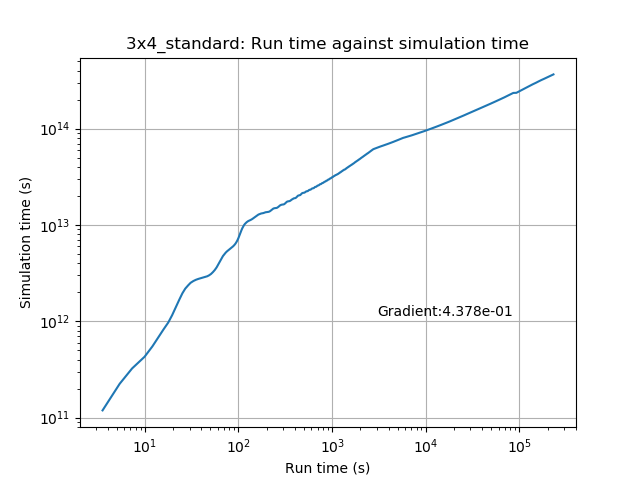 3x4_standard: Run time against simulation time
Simulation time (s)
10^14
10^13
10^12
10^11
Gradient:4.378e-01
10^1 10^2 10^3 10^4 10^5
Run time (s)